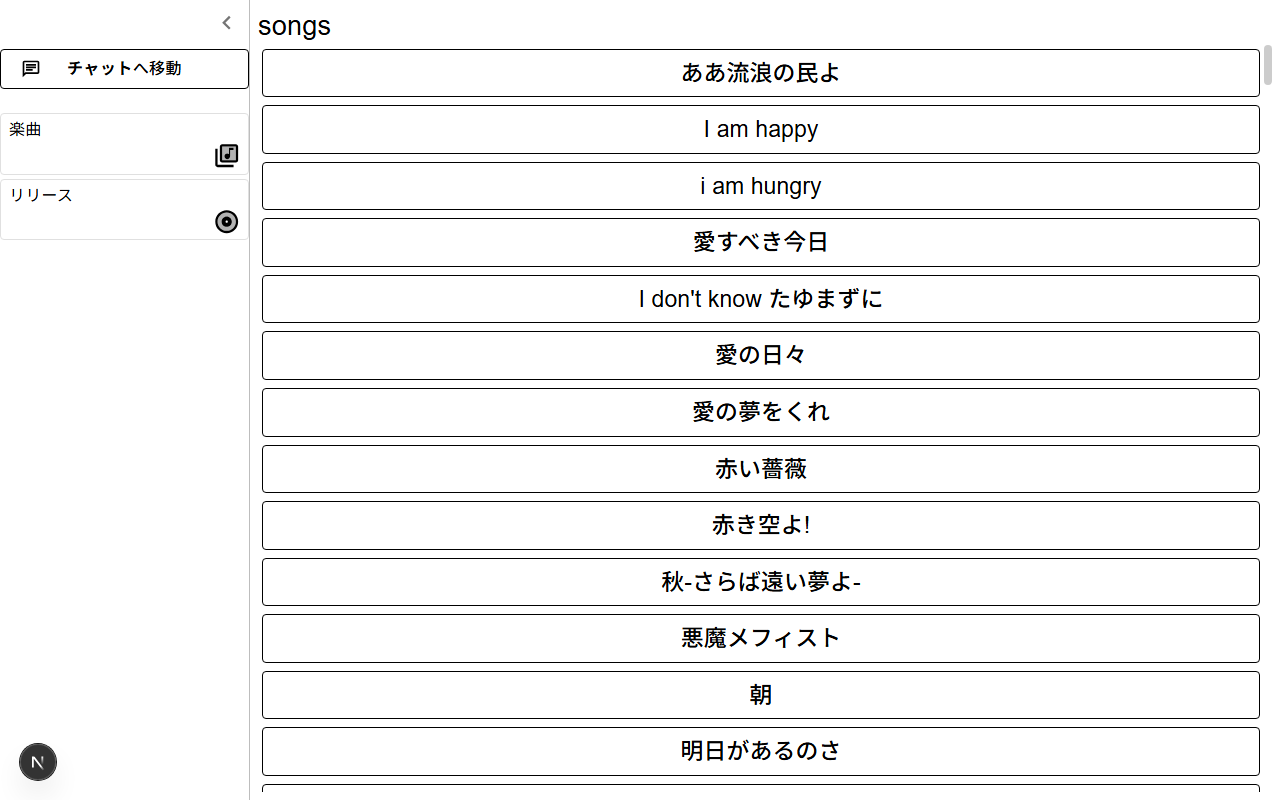 songs
チャットへ移動
楽曲
リリース
ああ流浪の民よ
I am happy
i am hungry
愛すべき今日
I don't know たゆまずに
愛の日々
愛の夢をくれ
赤い薔薇
赤き空よ!
秋-さらば遠い夢よ-
悪魔メフィスト
朝
明日があるのさ
N